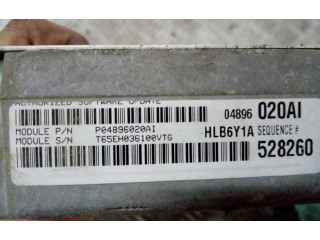 AUTHORIZED SOFTWARE UPDATE
04896 020AI
MODULE P/N P04896020AI
HLB6Y1A SEQUENCE #
MODULE S/N T65EH036100VTG
528260